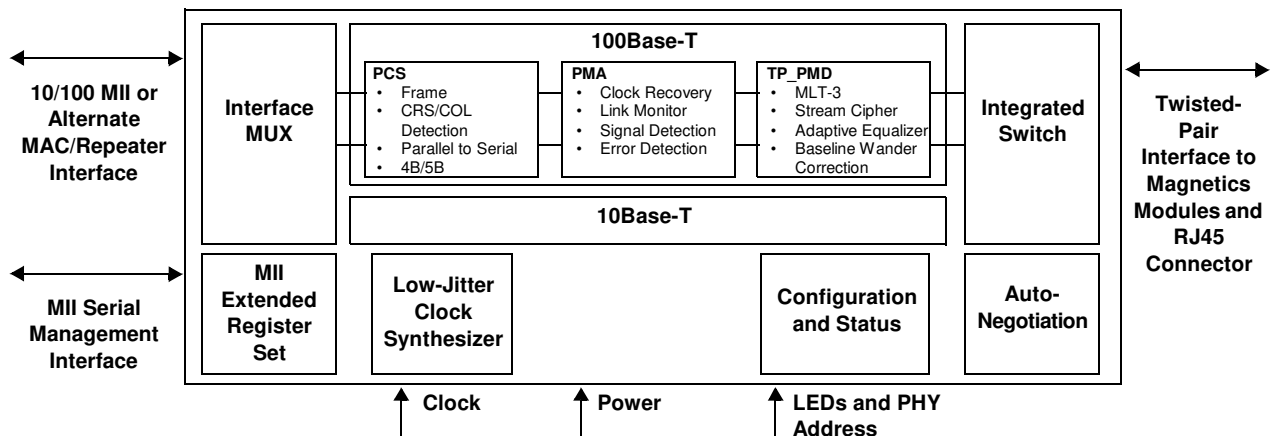 10/100 MII or
Alternate
MAC/Repeater
Interface
MII Serial
Management
Interface
Interface
MUX
100Base-T
PCS
• Frame
• CRS/COL
Detection
• Parallel to Serial
• 4B/5B
PMA
• Clock Recovery
• Link Monitor
• Signal Detection
• Error Detection
TP_PMD
• MLT-3
• Stream Cipher
• Adaptive Equalizer
• Baseline Wander
Correction
10Base-T
Integrated
Switch
Twisted-
Pair
Interface to
Magnetics
Modules and
RJ45
Connector
MII
Extended
Register
Set
Low-Jitter
Clock
Synthesizer
Configuration
and Status
Auto-
Negotiation
Clock
Power
LEDs and PHY
Address